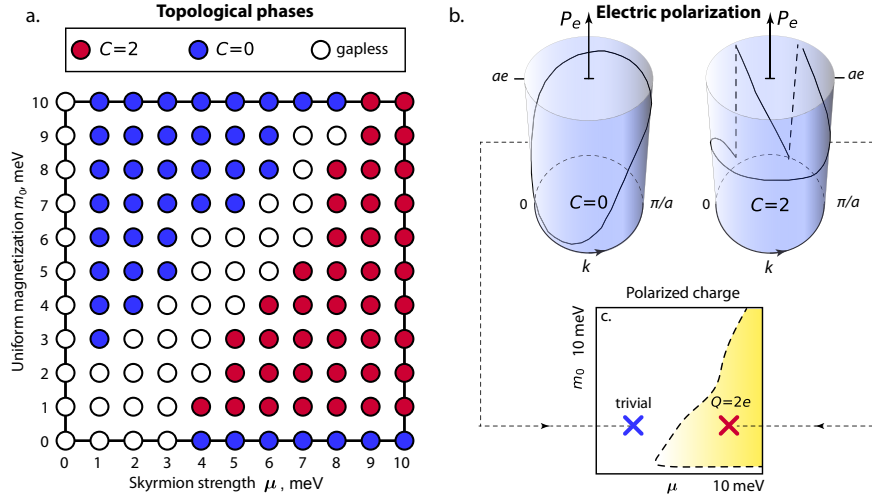 a.
Topological phases
C=2
C=0
gapless
Uniform magnetization m₀, meV
10
9
8
7
6
5
4
3
2
1
0
0 1 2 3 4 5 6 7 8 9 10
Skyrmion strength μ, meV
b.
Electric polarization
Pₑ
Pₑ
ae
ae
0
C=0
π/a
0
C=2
π/a
k
k
Polarized charge
c.
m₀ 10 meV
trivial
Q=2e
μ 10 meV